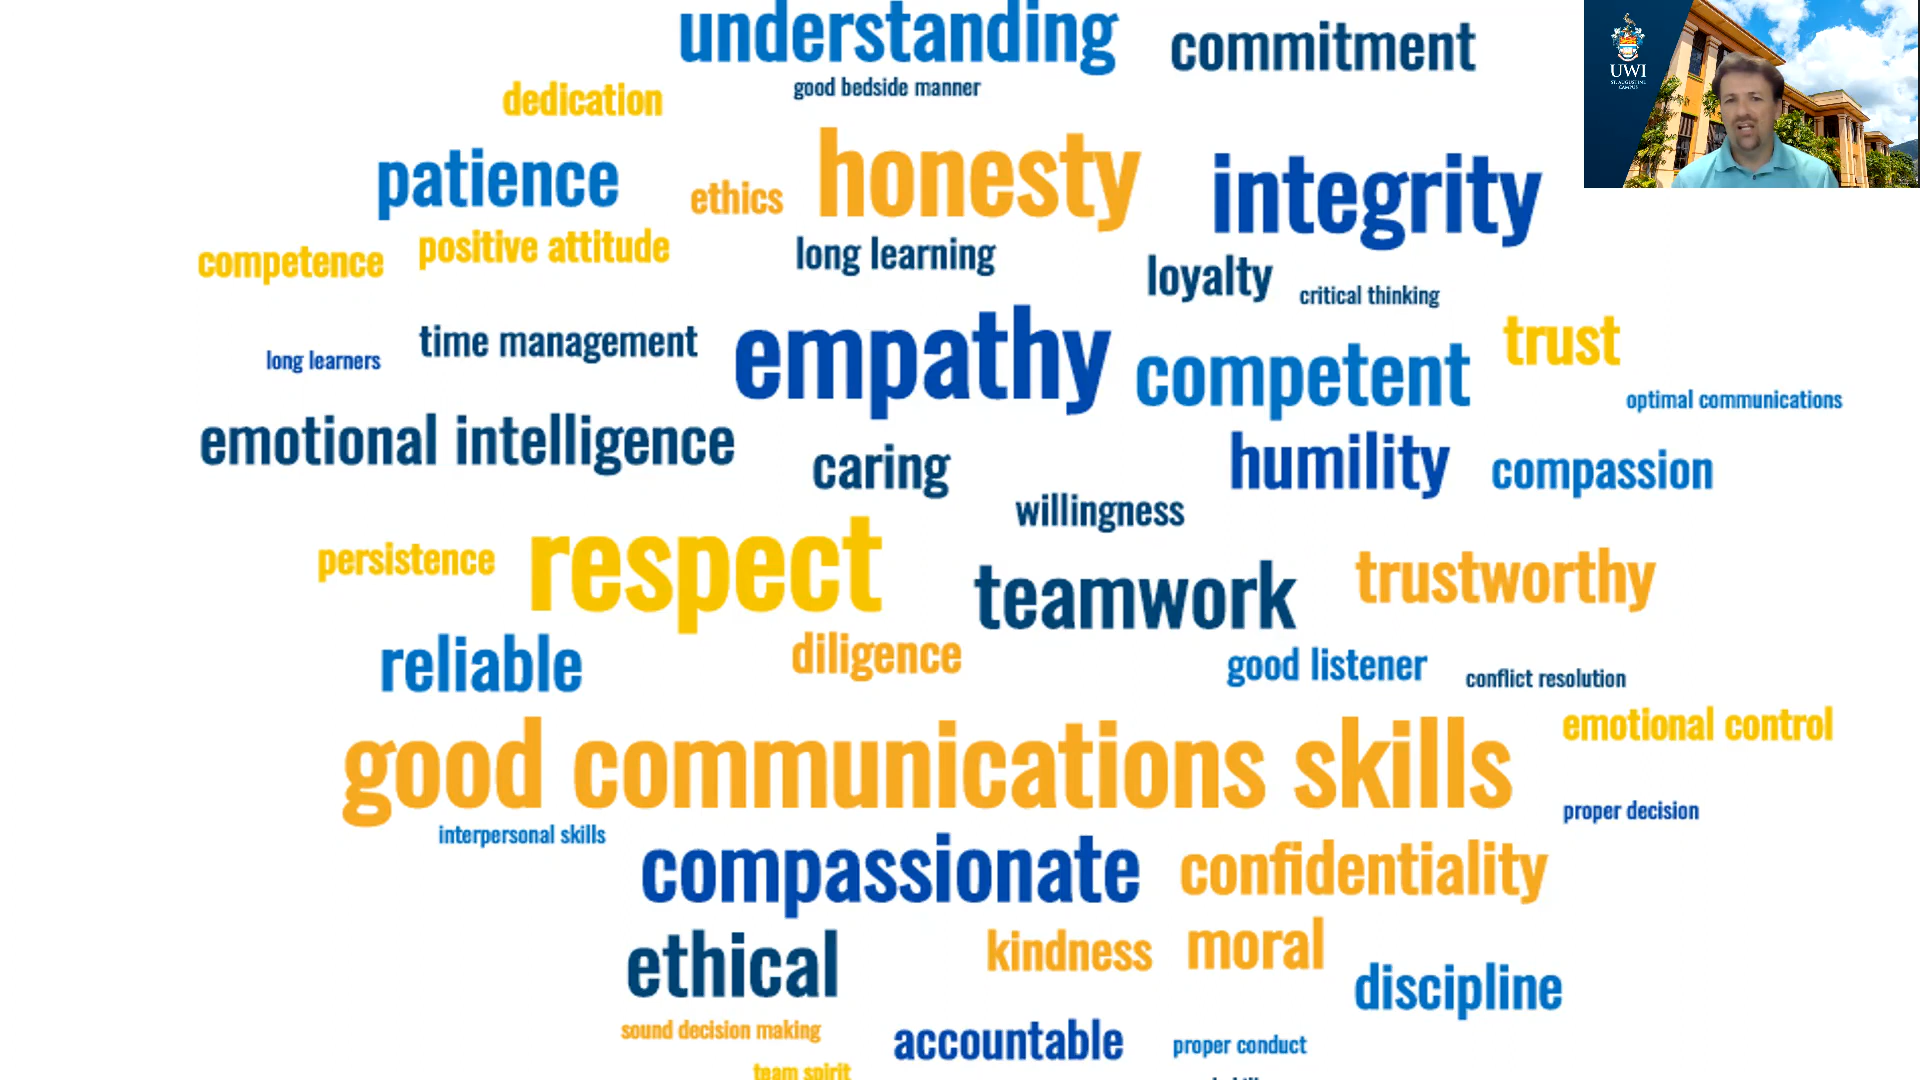 understanding
commitment
good bedside manner
dedication
UWI
ST. AUGUSTINE
CAMPUS
patience
ethics
honesty
integrity
competence
positive attitude
long learning
loyalty
critical thinking
long learners
time management
empathy
competent
trust
optimal communications
emotional intelligence
caring
humility
compassion
willingness
persistence
respect
teamwork
trustworthy
reliable
diligence
good listener
conflict resolution
emotional control
good communications skills
proper decision
interpersonal skills
compassionate
confidentiality
ethical
kindness
moral
discipline
sound decision making
accountable
proper conduct
team spirit